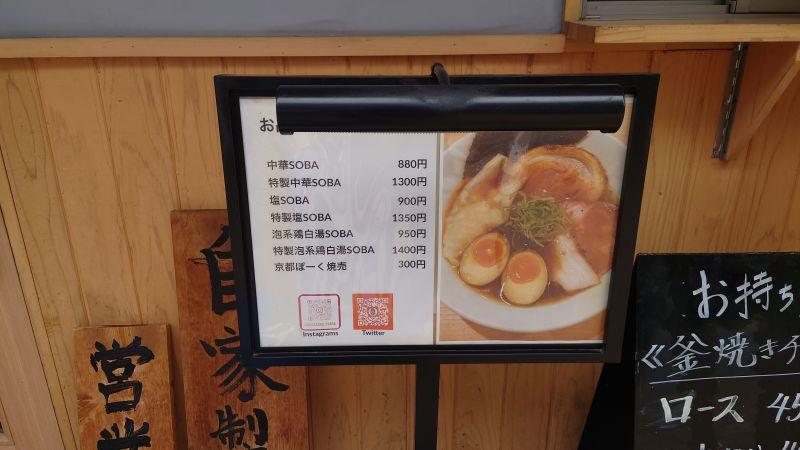 お
中華SOBA 880円
特製中華SOBA 1300円
塩SOBA 900円
特製塩SOBA 1350円
泡系鶏白湯SOBA 950円
特製泡系鶏白湯SOBA 1400円
京都ぽーく焼売 300円
Instagrams Twitter
営業
自家製
お持ち
≪釜焼きチ
ロース 45